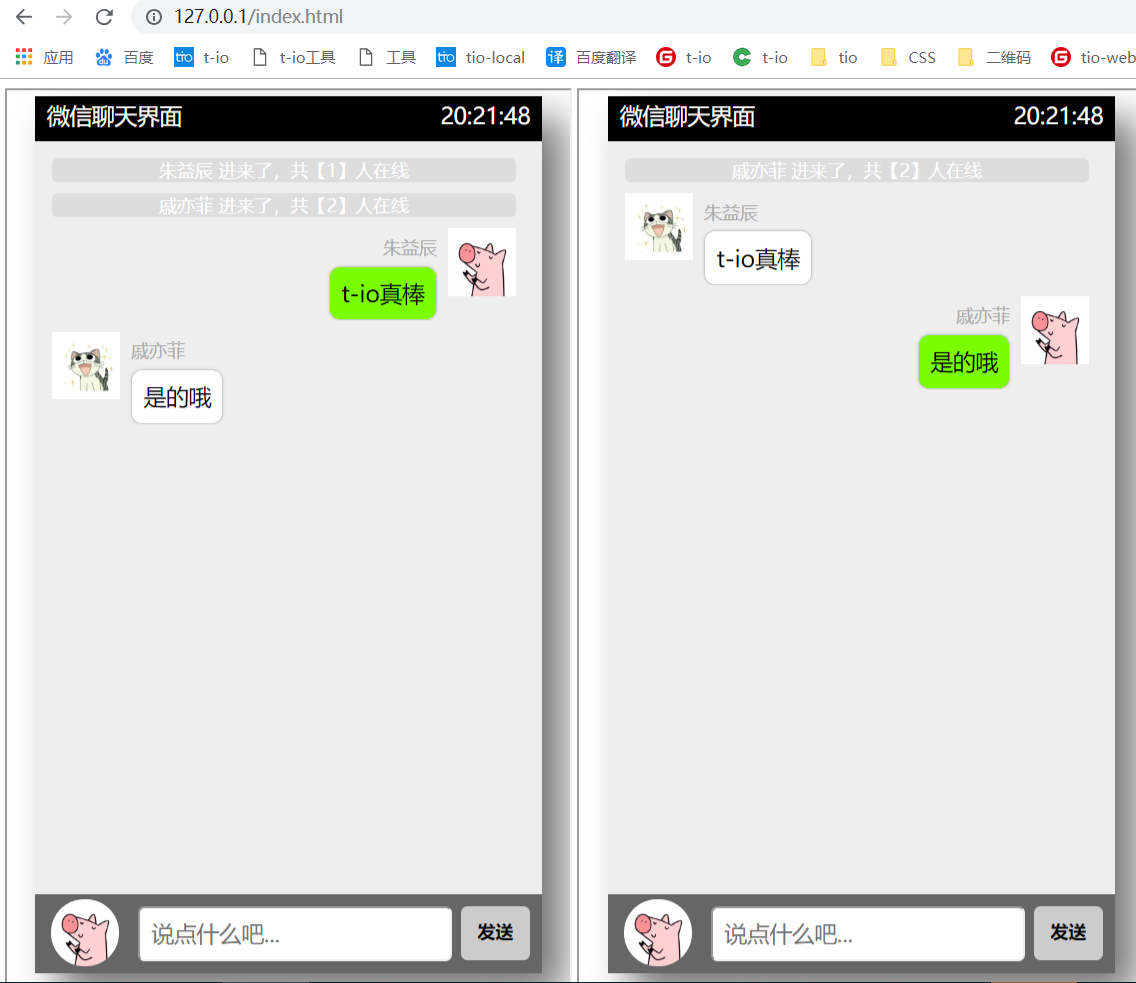 127.0.0.1/index.html
应用 百度 t-io t-io工具 工具 tio-local 百度翻译 t-io t-io tio CSS 二维码 tio-web
微信聊天界面 20:21:48
朱益辰 进来了，共【1】人在线
戚亦菲 进来了，共【2】人在线
朱益辰
t-io真棒
戚亦菲
是的哦
说点什么吧... 发送
微信聊天界面 20:21:48
戚亦菲 进来了，共【2】人在线
朱益辰
t-io真棒
戚亦菲
是的哦
说点什么吧... 发送